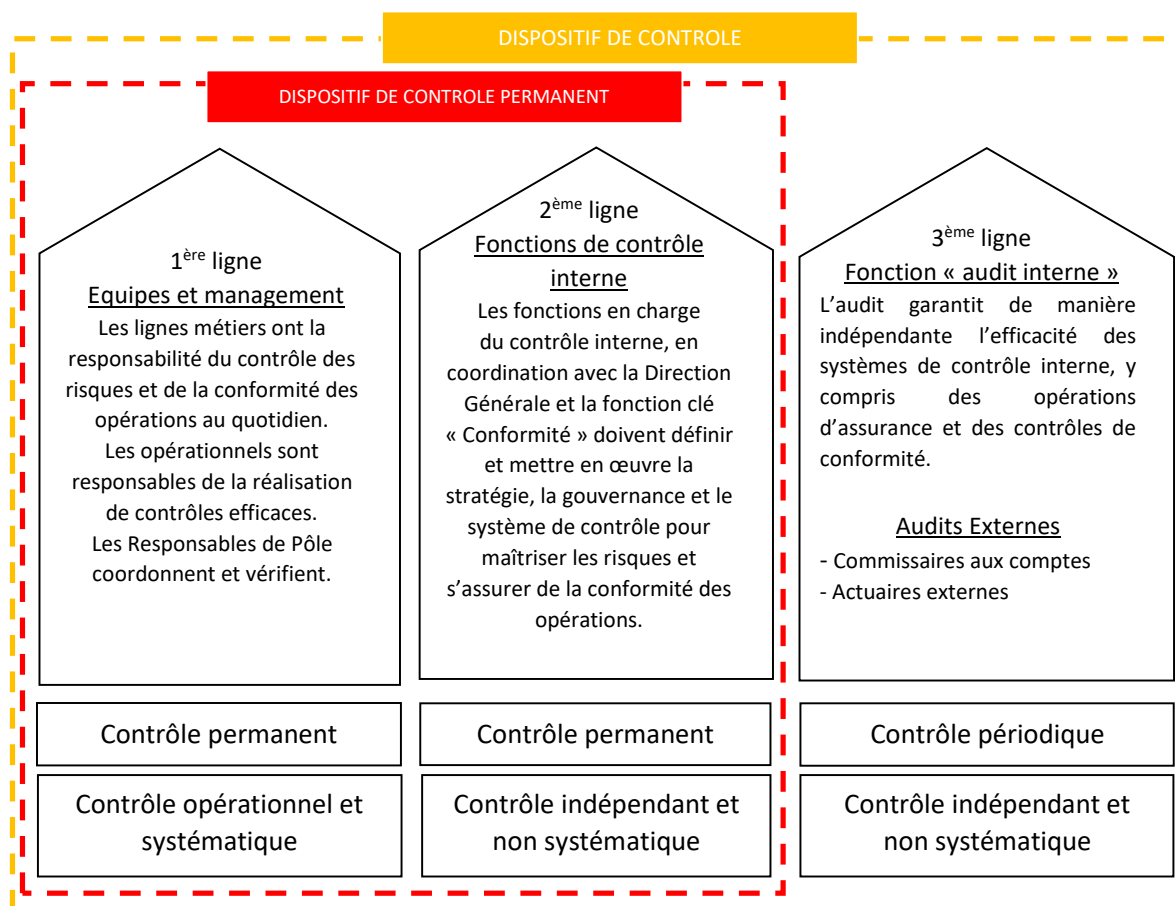 DISPOSITIF DE CONTROLE
DISPOSITIF DE CONTROLE PERMANENT
1ère ligne
Equipes et management
Les lignes métiers ont la
responsabilité du contrôle des
risques et de la conformité des
opérations au quotidien.
Les opérationnels sont
responsables de la réalisation
de contrôles efficaces.
Les Responsables de Pôle
coordonnent et vérifient.
Contrôle permanent
Contrôle opérationnel et
systématique
2ème ligne
Fonctions de contrôle
interne
Les fonctions en charge
du contrôle interne, en
coordination avec la Direction
Générale et la fonction clé
« Conformité » doivent définir
et mettre en œuvre la
stratégie, la gouvernance et le
système de contrôle pour
maîtriser les risques et
s’assurer de la conformité des
opérations.
Contrôle permanent
Contrôle indépendant et
non systématique
3ème ligne
Fonction « audit interne »
L’audit garantit de manière
indépendante l’efficacité des
systèmes de contrôle interne, y
compris des opérations
d’assurance et des contrôles de
conformité.
Audits Externes
- Commissaires aux comptes
- Actuaires externes
Contrôle périodique
Contrôle indépendant et
non systématique